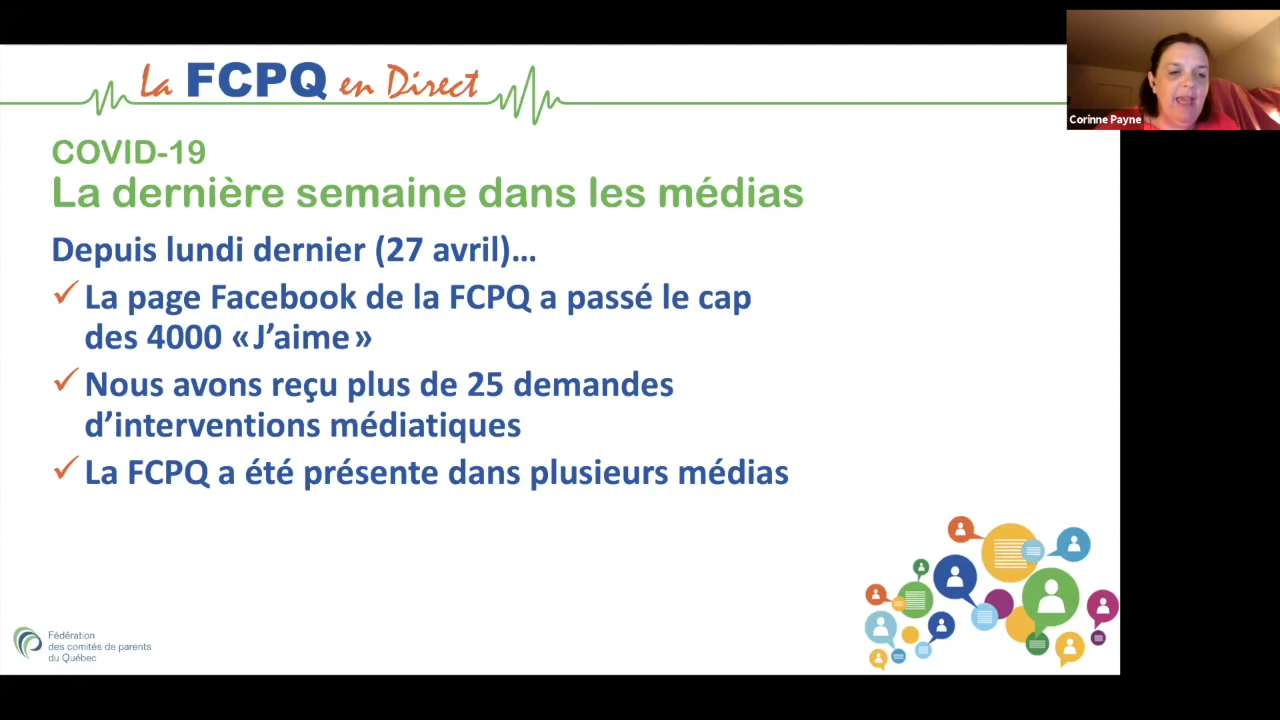 La FCPQ en Direct
Corinne Payne
COVID-19
La dernière semaine dans les médias
Depuis lundi dernier (27 avril)…
La page Facebook de la FCPQ a passé le cap
des 4000 « J’aime »
Nous avons reçu plus de 25 demandes
d’interventions médiatiques
La FCPQ a été présente dans plusieurs médias
Fédération
des comités de parents
du Québec